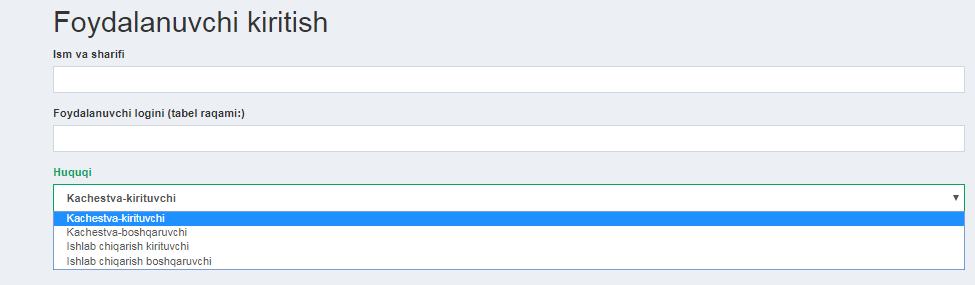 Foydalanuvchi kiritish
Ism va sharifi
Foydalanuvchi logini (tabel raqami:)
Huquqi
Kachestva-kirituvchi
Kachestva-kirituvchi
Kachestva-boshqaruvchi
Ishlab chiqarish kirituvchi
Ishlab chiqarish boshqaruvchi